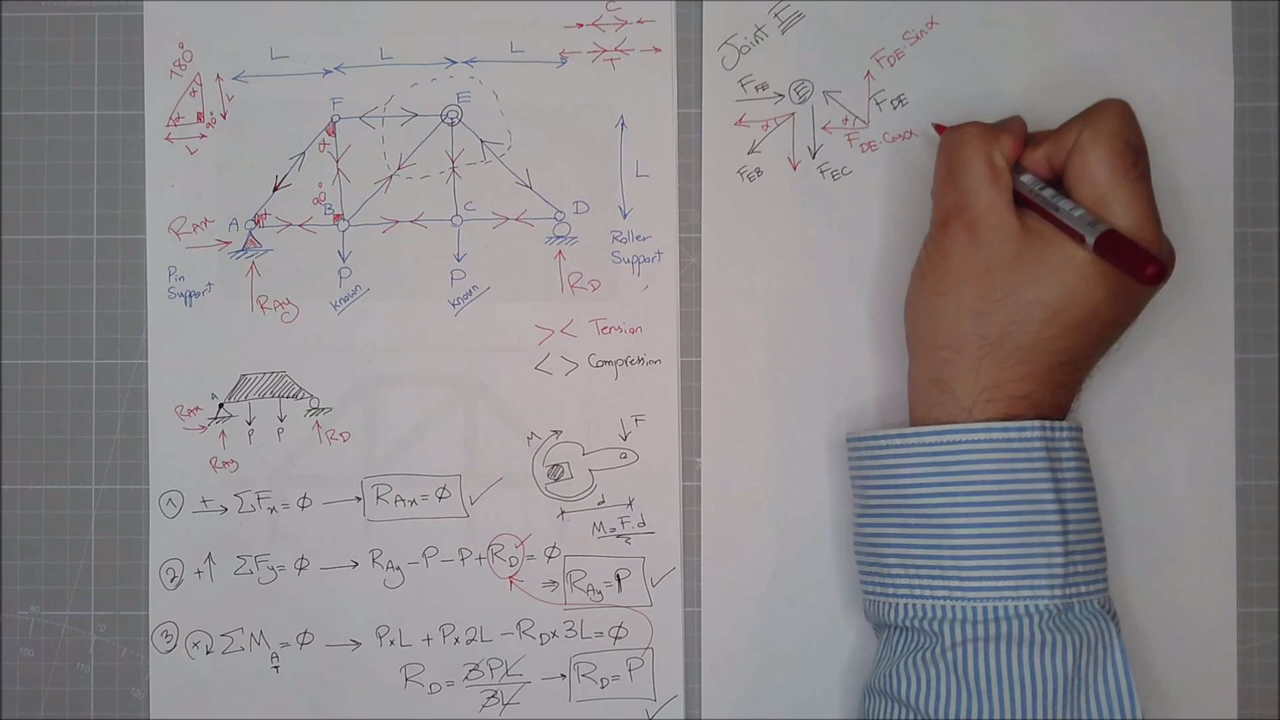 C
T
180°
L
L
L
α
α
90°
L
L
F
E
α
L
RAx
A
α
90°
B
C
D
Pin
Support
RAy
P
Known
P
Known
RD
Roller
Support
> < Tension
< > Compression
A
RAx
RAy
P
P
RD
M
F
d
M = F.d
① + → ΣFx = ϕ → RAx = ϕ ✓
② +↑ ΣFy = ϕ → RAy - P - P + RD = ϕ
⇒ RAy = P ✓
③ ΣM A = ϕ → P×L + P×2L - RD×3L = ϕ
RD = 3PL/3L → RD = P
✓
Joint E
FFE
E
FDE.Sinα
FDE
α
α
FDE.Cosα
FEB
FEC